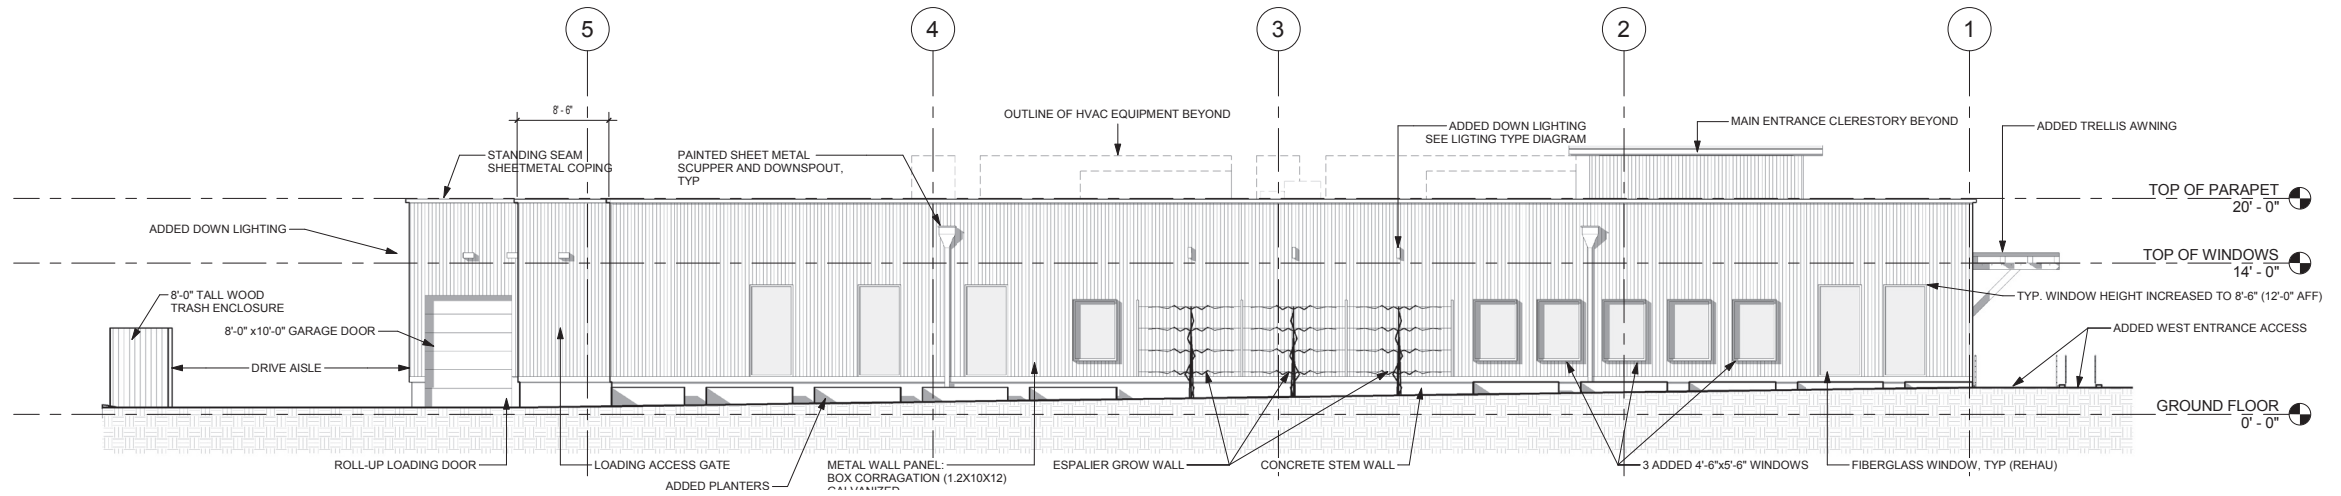 5
4
3
2
1
8' - 6"
OUTLINE OF HVAC EQUIPMENT BEYOND
ADDED DOWN LIGHTING
SEE LIGTING TYPE DIAGRAM
MAIN ENTRANCE CLERESTORY BEYOND
ADDED TRELLIS AWNING
STANDING SEAM
SHEETMETAL COPING
PAINTED SHEET METAL
SCUPPER AND DOWNSPOUT,
TYP
TOP OF PARAPET
20' - 0"
ADDED DOWN LIGHTING
TOP OF WINDOWS
14' - 0"
8'-0" TALL WOOD
TRASH ENCLOSURE
TYP. WINDOW HEIGHT INCREASED TO 8'-6" (12'-0" AFF)
8'-0" x10'-0" GARAGE DOOR
ADDED WEST ENTRANCE ACCESS
DRIVE AISLE
GROUND FLOOR
0' - 0"
ROLL-UP LOADING DOOR
LOADING ACCESS GATE
ADDED PLANTERS
METAL WALL PANEL:
BOX CORRAGATION (1.2X10X12)
GALVANIZED
ESPALIER GROW WALL
CONCRETE STEM WALL
3 ADDED 4'-6"x5'-6" WINDOWS
FIBERGLASS WINDOW, TYP (REHAU)